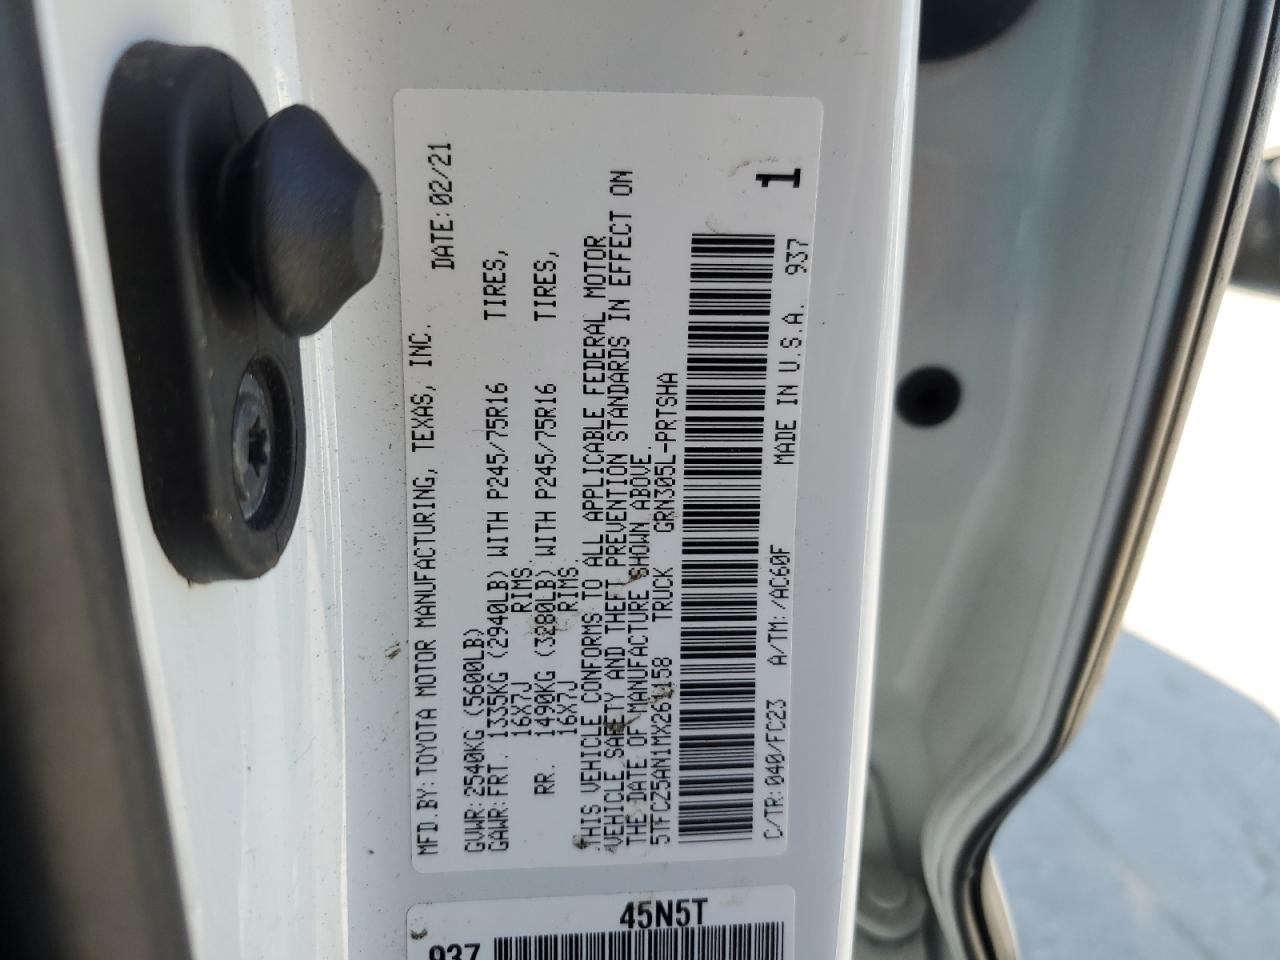 MFD.BY:TOYOTA MOTOR MANUFACTURING, TEXAS, INC. DATE:02/21
GVWR:2540KG (5600LB)
GAWR:FRT. 1335KG (2940LB) WITH P245/75R16 TIRES,
16X7J RIMS.
RR. 1490KG (3280LB) WITH P245/75R16 TIRES,
16X7J RIMS.
THIS VEHICLE CONFORMS TO ALL APPLICABLE FEDERAL MOTOR
VEHICLE SAFETY AND THEFT PREVENTION STANDARDS IN EFFECT ON
THE DATE OF MANUFACTURE SHOWN ABOVE.
5TFCZ5AN1MX261158 TRUCK GRN305L-PRTSHA
1
C/TR:040/FC23 A/TM:/AC60F MADE IN U.S.A. 937
45N5T
937